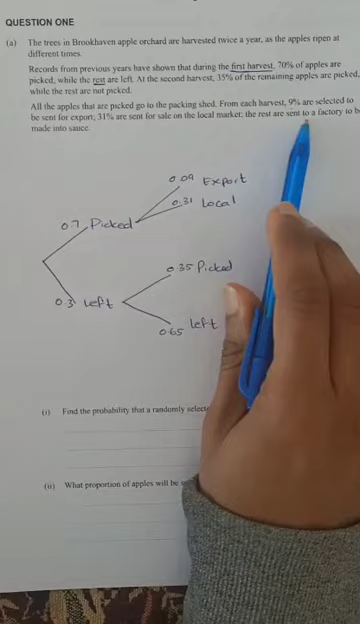 QUESTION ONE
(a) The trees in Brookhaven apple orchard are harvested twice a year, as the apples ripen at
different times.
Records from previous years have shown that during the first harvest, 70% of apples are
picked, while the rest are left. At the second harvest, 35% of the remaining apples are picked,
while the rest are not picked.
All the apples that are picked go to the packing shed. From each harvest, 9% are selected to
be sent for export; 31% are sent for sale on the local market; the rest are sent to a factory to be
made into sauce.
0.09 Export
0.31 Local
0.7 Picked
0.35 Picked
0.3 Left
0.65 Left
(i) Find the probability that a randomly
(ii) What proportion of apples will be